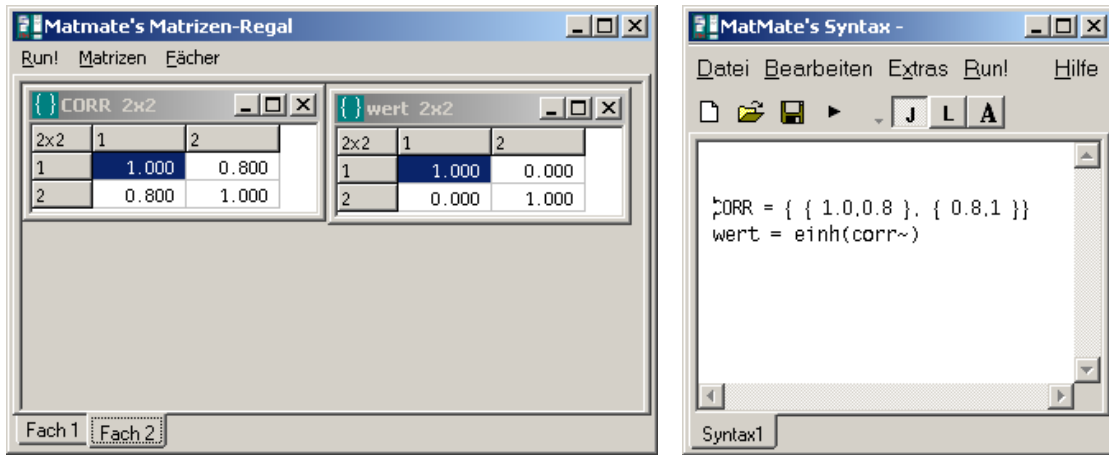 Matmate's Matrizen-Regal
Run! Matrizen Fächer
{ } CORR 2x2
2x2 1 2
1 1.000 0.800
2 0.800 1.000
{ } wert 2x2
2x2 1 2
1 1.000 0.000
2 0.000 1.000
Fach 1 Fach 2
MatMate's Syntax -
Datei Bearbeiten Extras Run! Hilfe
J L A
CORR = { { 1.0,0.8 }, { 0.8,1 }}
wert = einh(corr~)
Syntax1